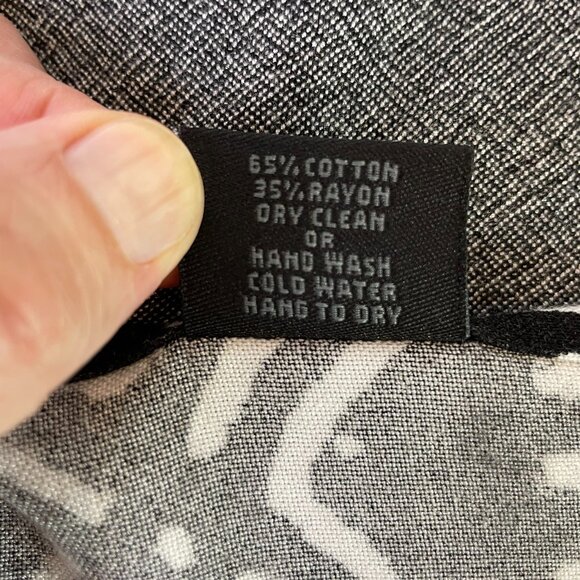 65% COTTON
35% RAYON
DRY CLEAN
OR
HAND WASH
COLD WATER
HANG TO DRY